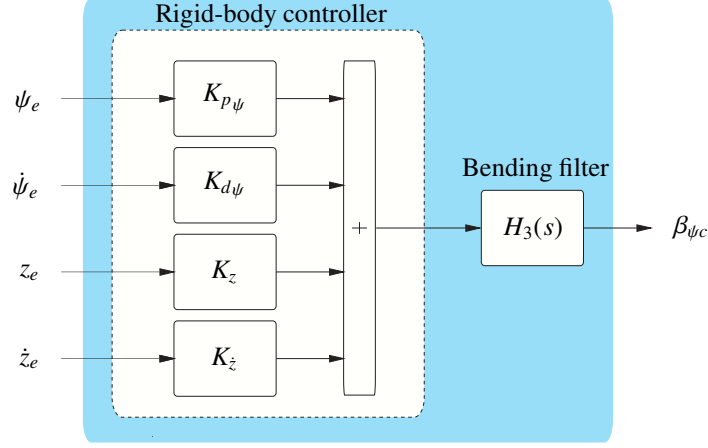 Rigid-body controller
ψ_e K_{p_ψ}
ψ̇_e K_{d_ψ}
Bending filter
+ H_3(s) β_{ψc}
z_e K_z
ż_e K_ż